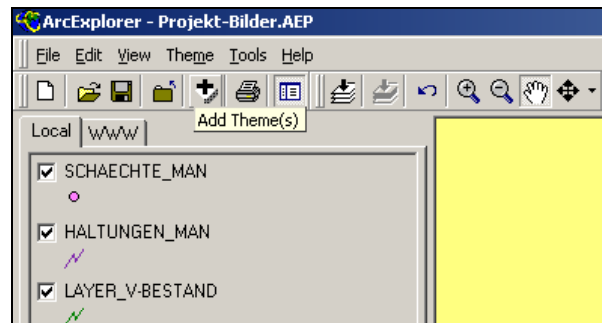 ArcExplorer - Projekt-Bilder.AEP
File Edit View Theme Tools Help
Add Theme(s)
Local WWW
SCHAECHTE_MAN
HALTUNGEN_MAN
LAYER_V-BESTAND